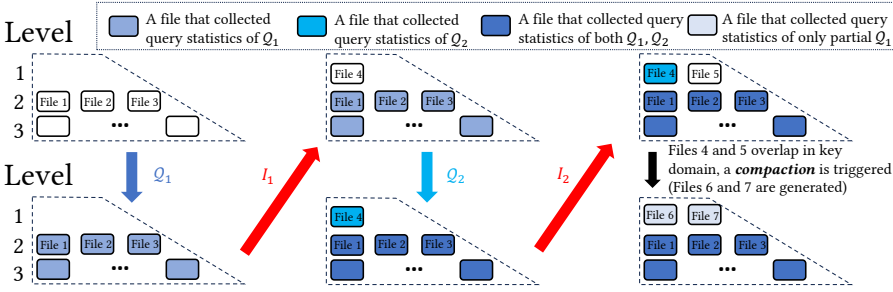 A file that collected query statistics of Q₁
A file that collected query statistics of Q₂
A file that collected query statistics of both Q₁, Q₂
A file that collected query statistics of only partial Q₁
Level
1
2
3
File 1 File 2 File 3
...
File 4
File 1 File 2 File 3
...
File 4 File 5
File 1 File 2 File 3
...
Q₁
I₁
Q₂
I₂
Files 4 and 5 overlap in key
domain, a compaction is triggered
(Files 6 and 7 are generated)
Level
1
2
3
File 1 File 2 File 3
...
File 4
File 1 File 2 File 3
...
File 6 File 7
File 1 File 2 File 3
...